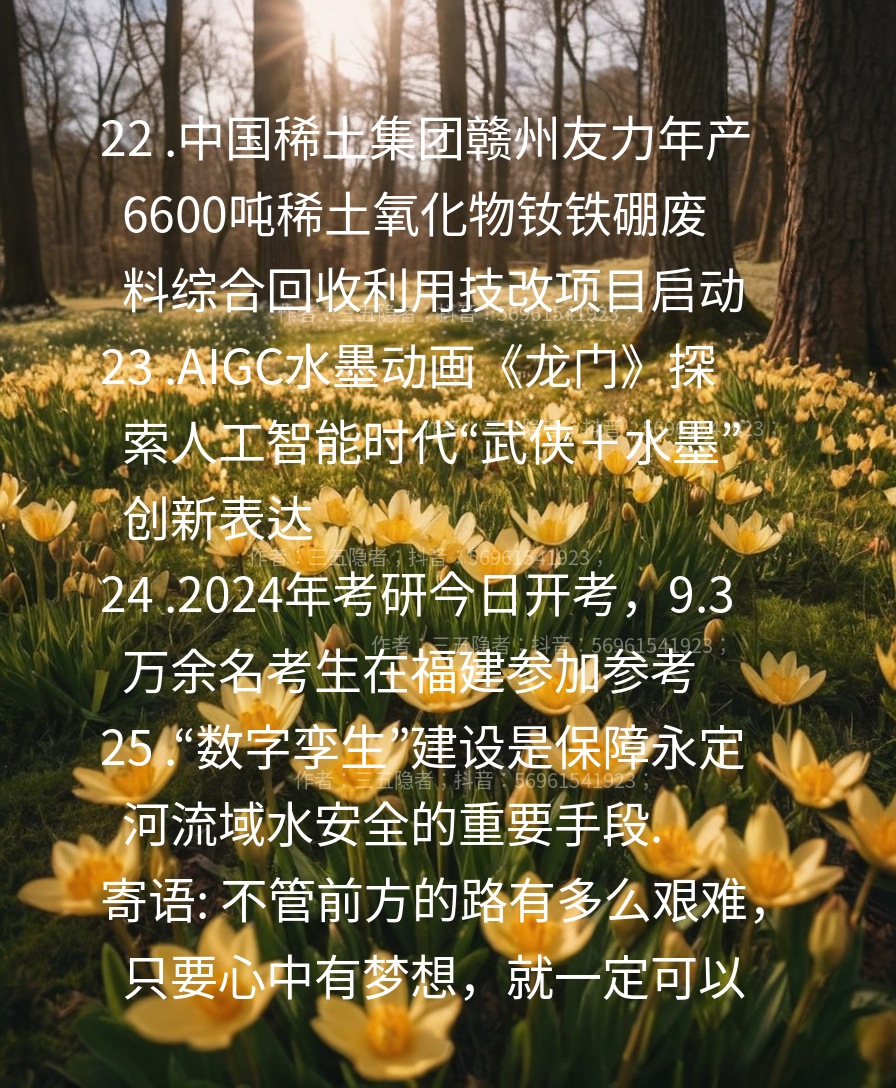 22 .中国稀土集团赣州友力年产
6600吨稀土氧化物钕铁硼废
料综合回收利用技改项目启动
作者：三五隐者；抖音：56961541923；
23 .AIGC水墨动画《龙门》探
抖音：56961541923；
索人工智能时代“武侠＋水墨”
创新表达
作者：三五隐者；抖音：56961541923；
24 .2024年考研今日开考，9.3
作者：三五隐者；抖音：56961541923；
万余名考生在福建参加参考
25 .“数字孪生”建设是保障永定
作者：三五隐者；抖音：56961541923；
河流域水安全的重要手段.
寄语: 不管前方的路有多么艰难，
只要心中有梦想，就一定可以